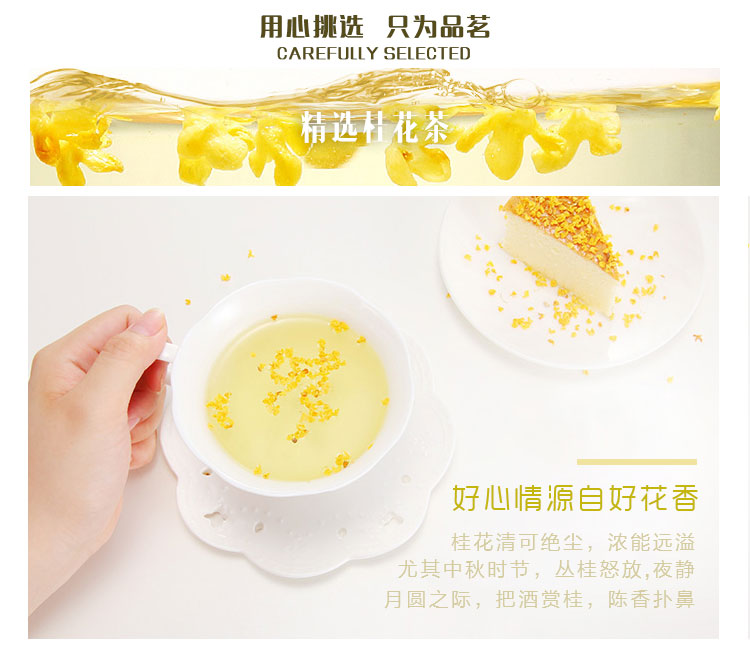 用心挑选 只为品茗
CAREFULLY SELECTED
精选桂花茶
好心情源自好花香
桂花清可绝尘，浓能远溢
尤其中秋时节，丛桂怒放,夜静
月圆之际，把酒赏桂，陈香扑鼻